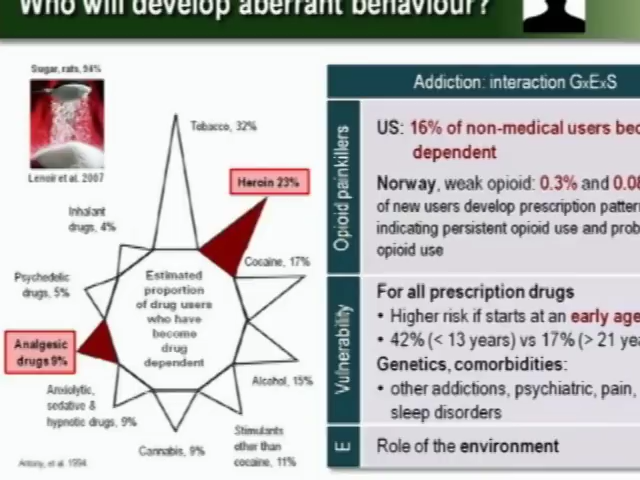 Who will develop aberrant behaviour?
Sugar, rats, 94%
Lenoir et al. 2007
Tobacco, 32%
Heroin 23%
Inhalant
drugs, 4%
Cocaine, 17%
Psychedelic
drugs, 5%
Estimated
proportion
of drug users
who have
become
drug
dependent
Analgesic
drugs 9%
Alcohol, 15%
Anxiolytic,
sedative &
hypnotic drugs, 9%
Cannabis, 9%
Stimulants
other than
cocaine, 11%
Antony, et al. 1994
Addiction: interaction GxExS
Opioid painkillers
US: 16% of non-medical users
dependent
Norway, weak opioid: 0.3% and
of new users develop prescription
indicating persistent opioid use and
opioid use
Vulnerability
For all prescription drugs
• Higher risk if starts at an early age
• 42% (< 13 years) vs 17% (> 21
Genetics, comorbidities:
• other addictions, psychiatric, pain,
sleep disorders
E
Role of the environment